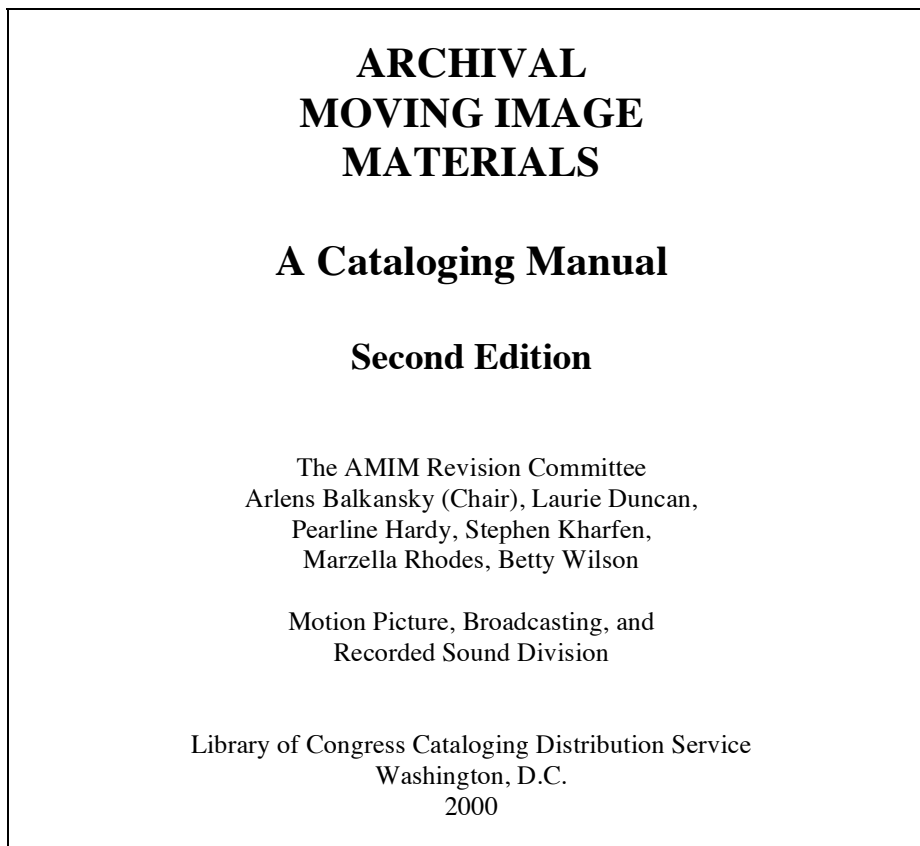 ARCHIVAL
MOVING IMAGE
MATERIALS
A Cataloging Manual
Second Edition
The AMIM Revision Committee
Arlens Balkansky (Chair), Laurie Duncan,
Pearline Hardy, Stephen Kharfen,
Marzella Rhodes, Betty Wilson
Motion Picture, Broadcasting, and
Recorded Sound Division
Library of Congress Cataloging Distribution Service
Washington, D.C.
2000